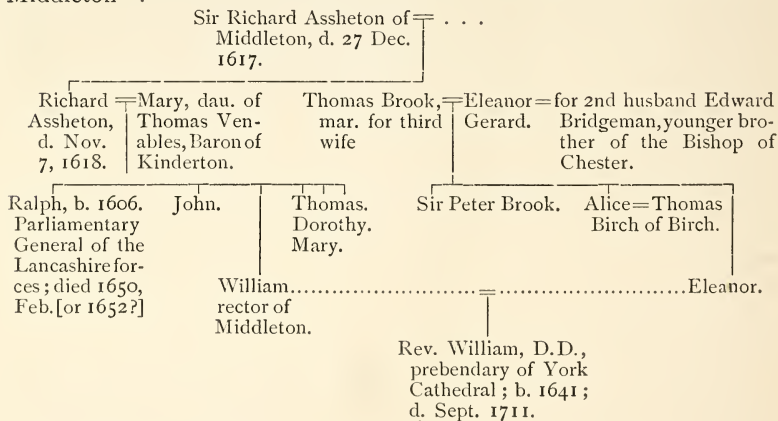 Sir Richard Assheton of = . . .
Middleton, d. 27 Dec.
1617.
Richard
Assheton,
d. Nov.
7, 1618.
= Mary, dau. of
Thomas Ven-
ables, Baron of
Kinderton.
Thomas Brook,
mar. for third
wife
= Eleanor
Gerard.
= for 2nd husband Edward
Bridgeman, younger bro-
ther of the Bishop of
Chester.
Ralph, b. 1606.
Parliamentary
General of the
Lancashire for-
ces ; died 1650,
Feb. [or 1652?]
John.
Thomas.
Dorothy.
Mary.
Sir Peter Brook.
Alice = Thomas
Birch of Birch.
William........................=............................Eleanor.
rector of
Middleton.
Rev. William, D.D.,
prebendary of York
Cathedral ; b. 1641 ;
d. Sept. 1711.